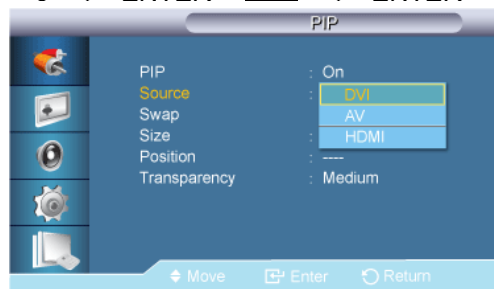 PIP
PIP : On
Source : DVI
Swap AV
Size : HDMI
Position : ----
Transparency : Medium
Move Enter Return